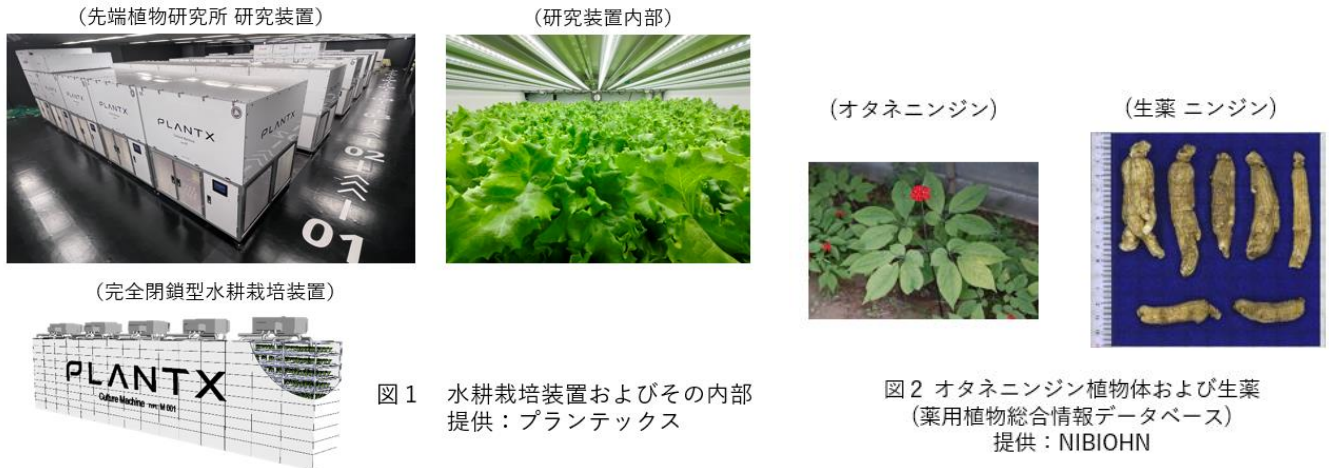 (先端植物研究所 研究装置)
(研究装置内部)
PLANTX
PLANTX
PLANTX
PLANTX
02
01
(完全閉鎖型水耕栽培装置)
PLANTX
Culture Machine TYPE M 001
図1 水耕栽培装置およびその内部
提供：プランテックス
(オタネニンジン)
(生薬 ニンジン)
図2 オタネニンジン植物体および生薬
(薬用植物総合情報データベース)
提供：NIBIOHN